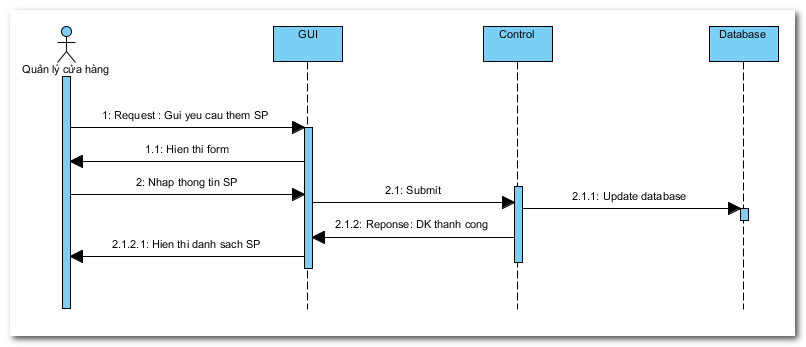 GUI
Control
Database
Quản lý cửa hàng
1: Request : Gui yeu cau them SP
1.1: Hien thi form
2: Nhap thong tin SP
2.1: Submit
2.1.1: Update database
2.1.2: Reponse: DK thanh cong
2.1.2.1: Hien thi danh sach SP